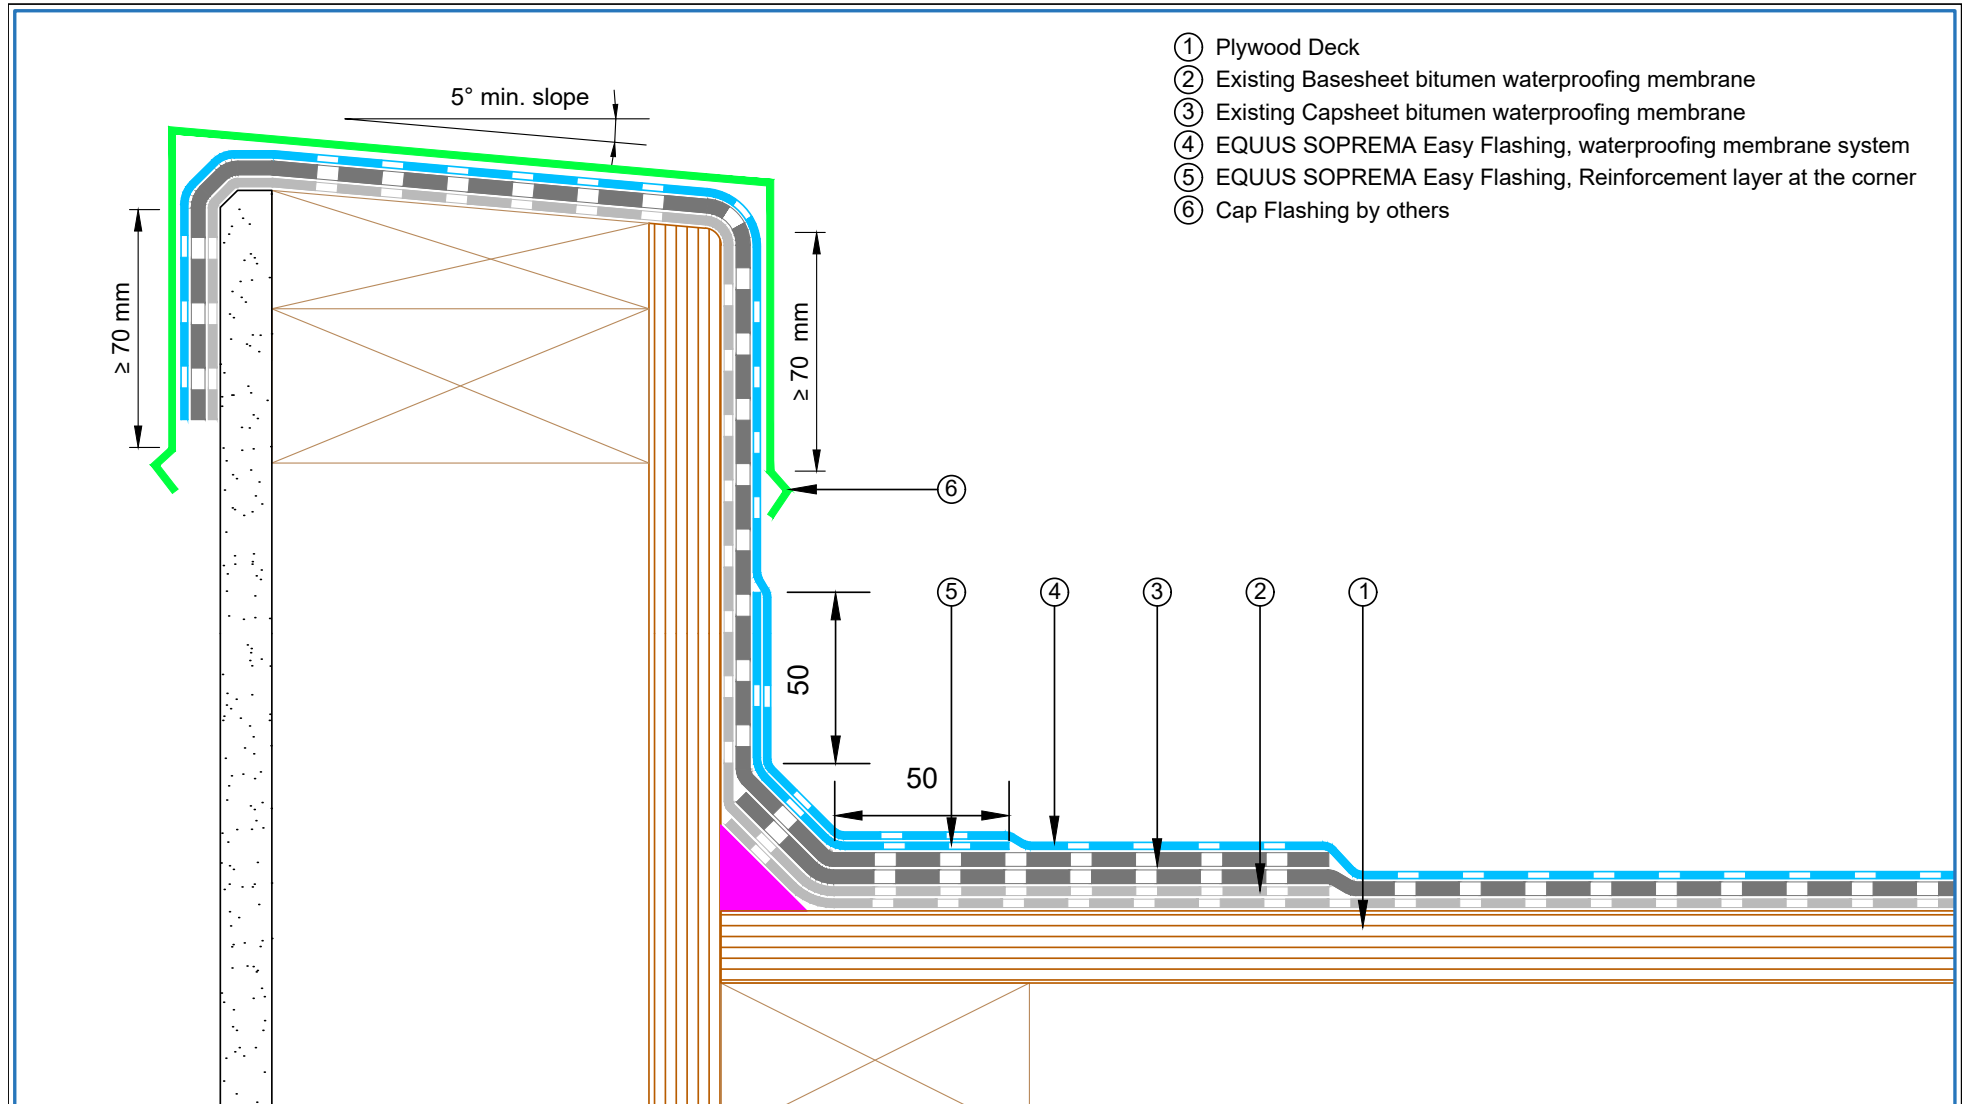 ① Plywood Deck
② Existing Basesheet bitumen waterproofing membrane
③ Existing Capsheet bitumen waterproofing membrane
④ EQUUS SOPREMA Easy Flashing, waterproofing membrane system
⑤ EQUUS SOPREMA Easy Flashing, Reinforcement layer at the corner
⑥ Cap Flashing by others
5° min. slope
≥ 70 mm
≥ 70 mm
⑥
⑤ ④ ③ ② ①
50
50